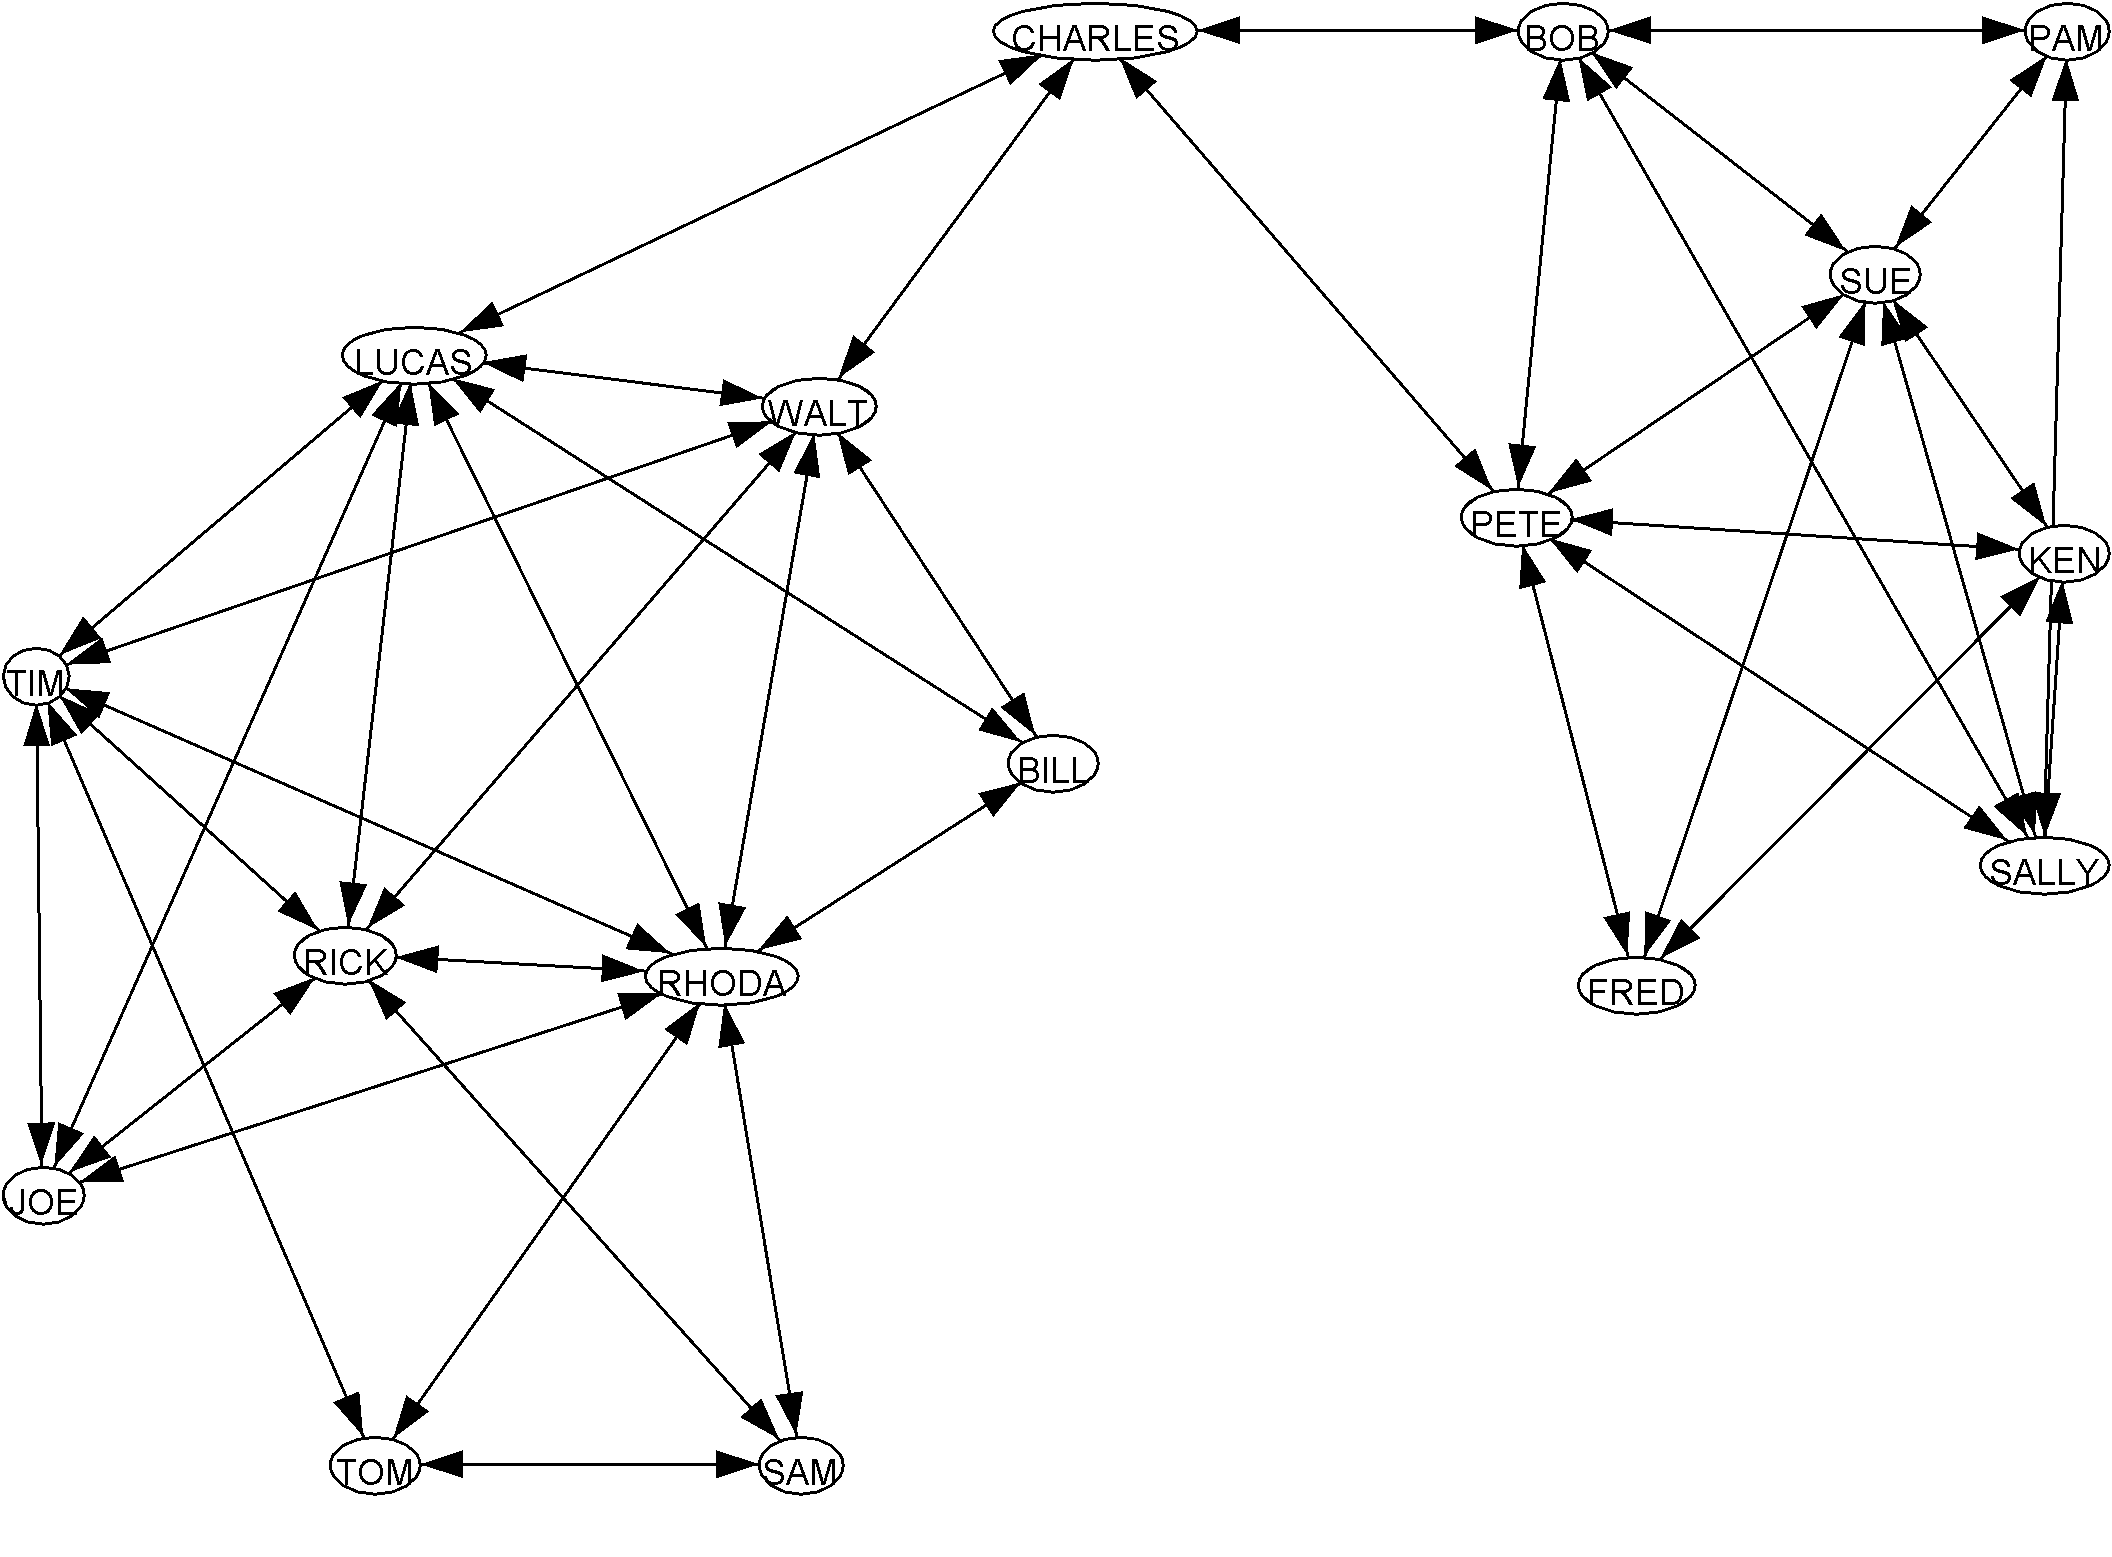 CHARLES
BOB
PAM
SUE
LUCAS
WALT
PETE
KEN
TIM
BILL
SALLY
RICK
RHODA
FRED
JOE
TOM
SAM